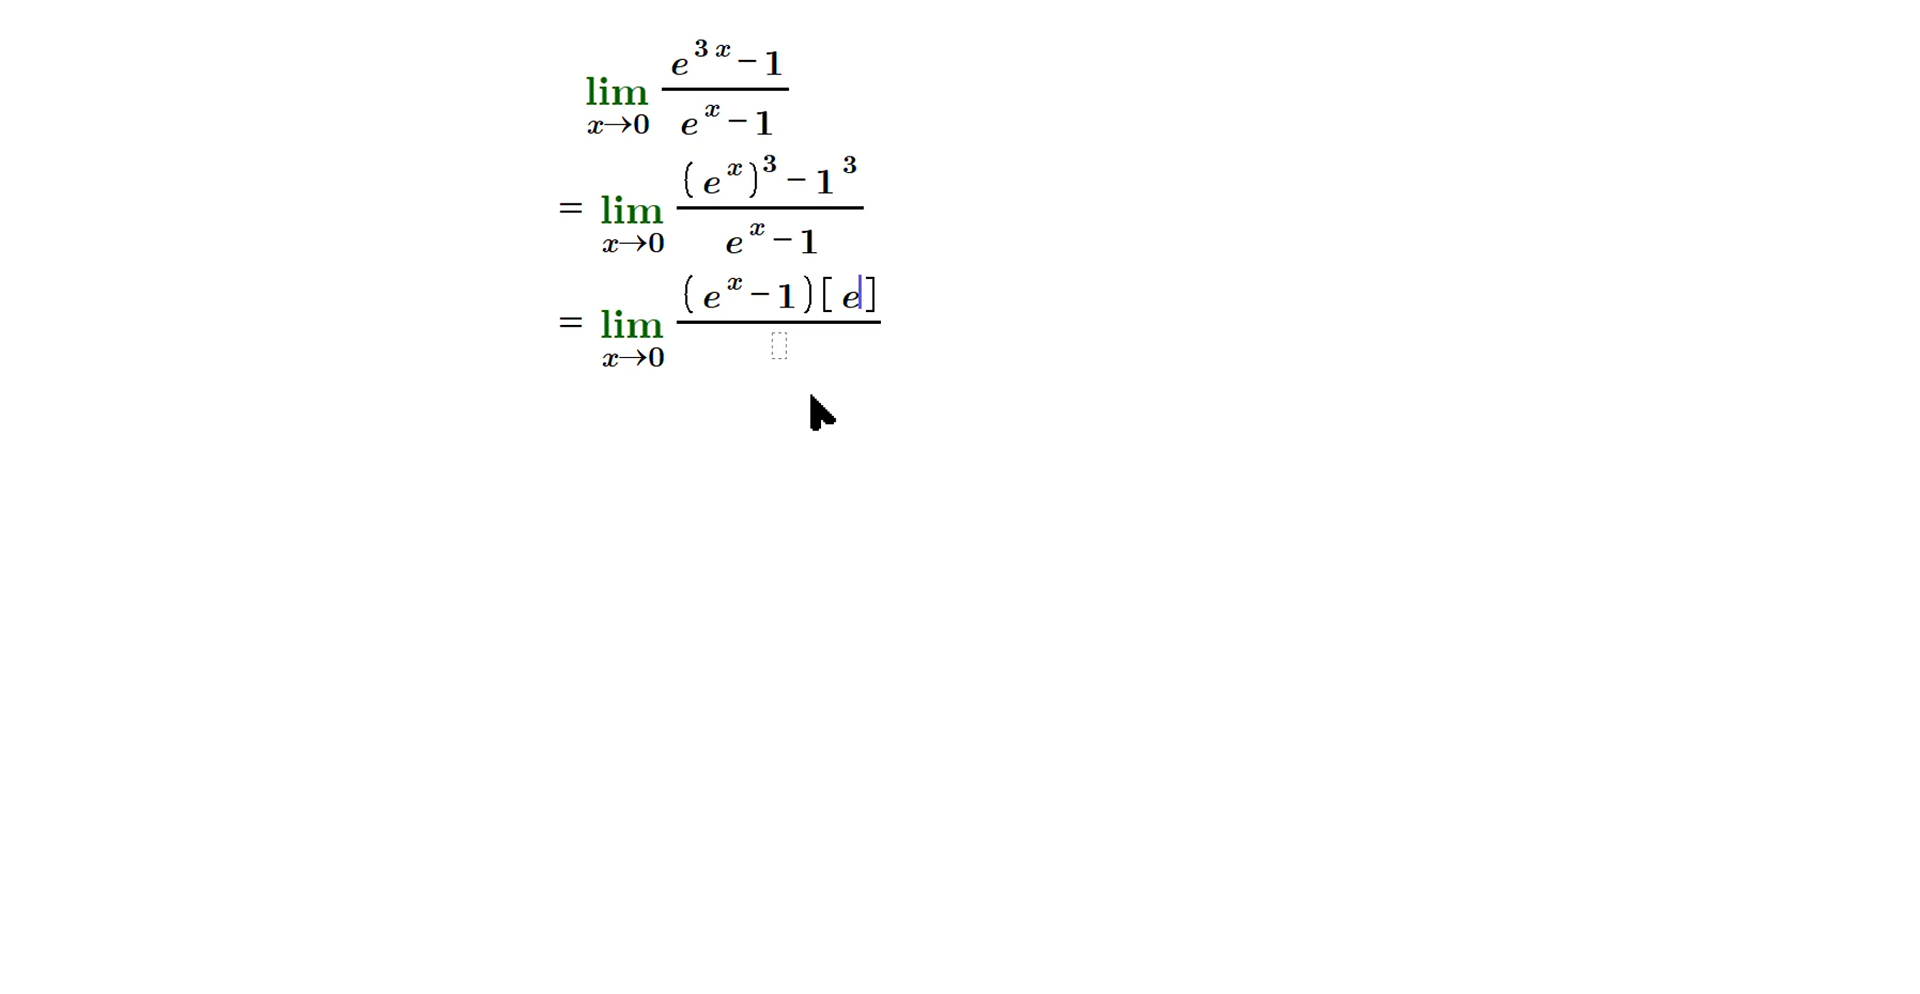 lim x→0 (e^{3x} − 1)/(e^x − 1)
= lim x→0 ((e^x)^3 − 1^3)/(e^x − 1)
= lim x→0 (e^x − 1)[e]